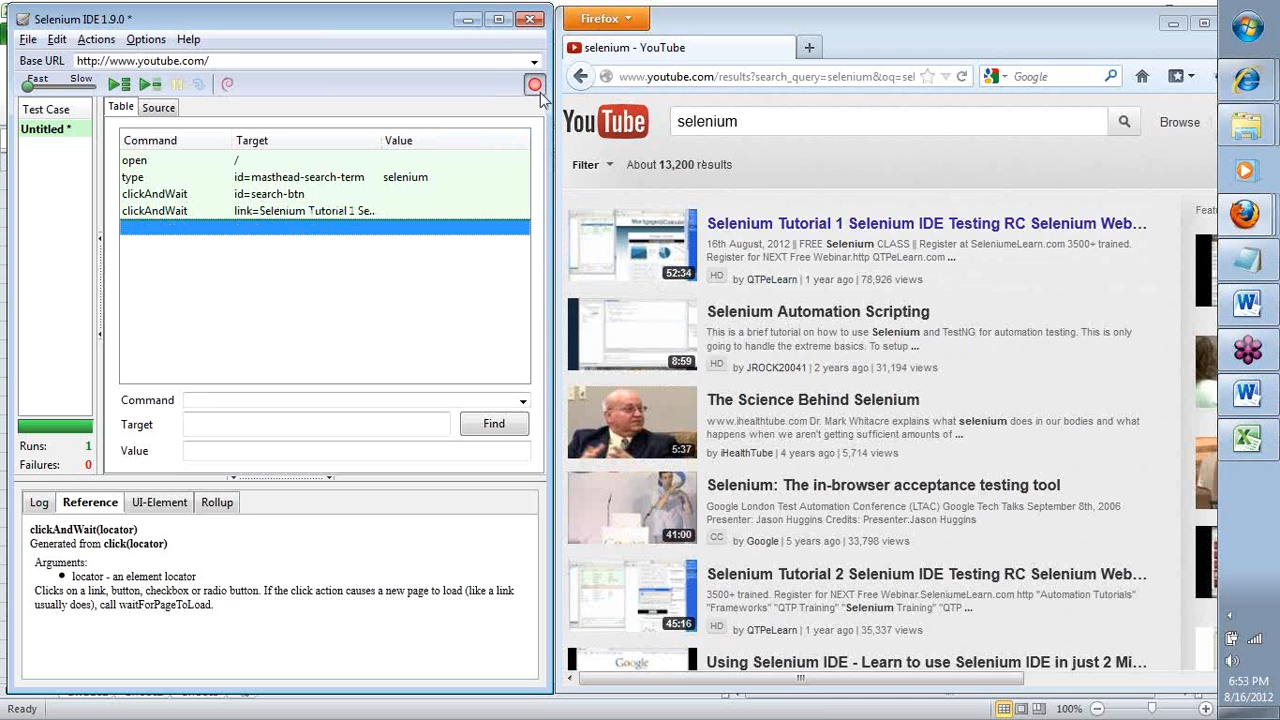 Selenium IDE 1.9.0 *
File Edit Actions Options Help
Base URL http://www.youtube.com/
Fast Slow
Test Case
Untitled *
Table Source
Command Target Value
open /
type id=masthead-search-term selenium
clickAndWait id=search-btn
clickAndWait link=Selenium Tutorial 1 Se...
Command
Target Find
Value
Runs: 1
Failures: 0
Log Reference UI-Element Rollup
clickAndWait(locator)
Generated from click(locator)
Arguments:
locator - an element locator
Clicks on a link, button, checkbox or radio button. If the click action causes a new page to load (like a link
usually does), call waitForPageToLoad.
Ready
Firefox
selenium - YouTube
www.youtube.com/results?search_query=selenium&oq=sel
Google
YouTube
selenium
Browse
Filter About 13,200 results
Selenium Tutorial 1 Selenium IDE Testing RC Selenium Web...
16th August, 2012 || FREE Selenium CLASS || Register at SeleniumeLearn.com 3500+ trained.
Register for NEXT Free Webinar.http QTPeLearn.com ...
HD by QTPeLearn | 1 year ago | 78,926 views
52:34
Selenium Automation Scripting
This is a brief tutorial on how to use Selenium and TestNG for automation testing. This is only
going to handle the extreme basics. To setup ...
HD by JROCK20041 | 2 years ago | 31,194 views
8:59
The Science Behind Selenium
www.ihealthtube.com Dr. Mark Whitacre explains what selenium does in our bodies and what
happens when we aren't getting sufficient amounts of ...
by iHealthTube | 4 years ago | 5,714 views
5:37
Selenium: The in-browser acceptance testing tool
Google London Test Automation Conference (LTAC) Google Tech Talks September 8th, 2006
Presenter: Jason Huggins Credits: Presenter:Jason Huggins
CC by Google | 5 years ago | 33,798 views
41:00
Selenium Tutorial 2 Selenium IDE Testing RC Selenium Web...
3500+ trained. Register for NEXT Free Webinar.SeleniumeLearn.com "Automation Tutorials"
"Frameworks" "QTP Training" "Selenium Training" "QTP ...
HD by QTPeLearn | 1 year ago | 35,337 views
45:16
Using Selenium IDE - Learn to use Selenium IDE in just 2 Mi...
Google
Featu
100%
6:53 PM
8/16/2012